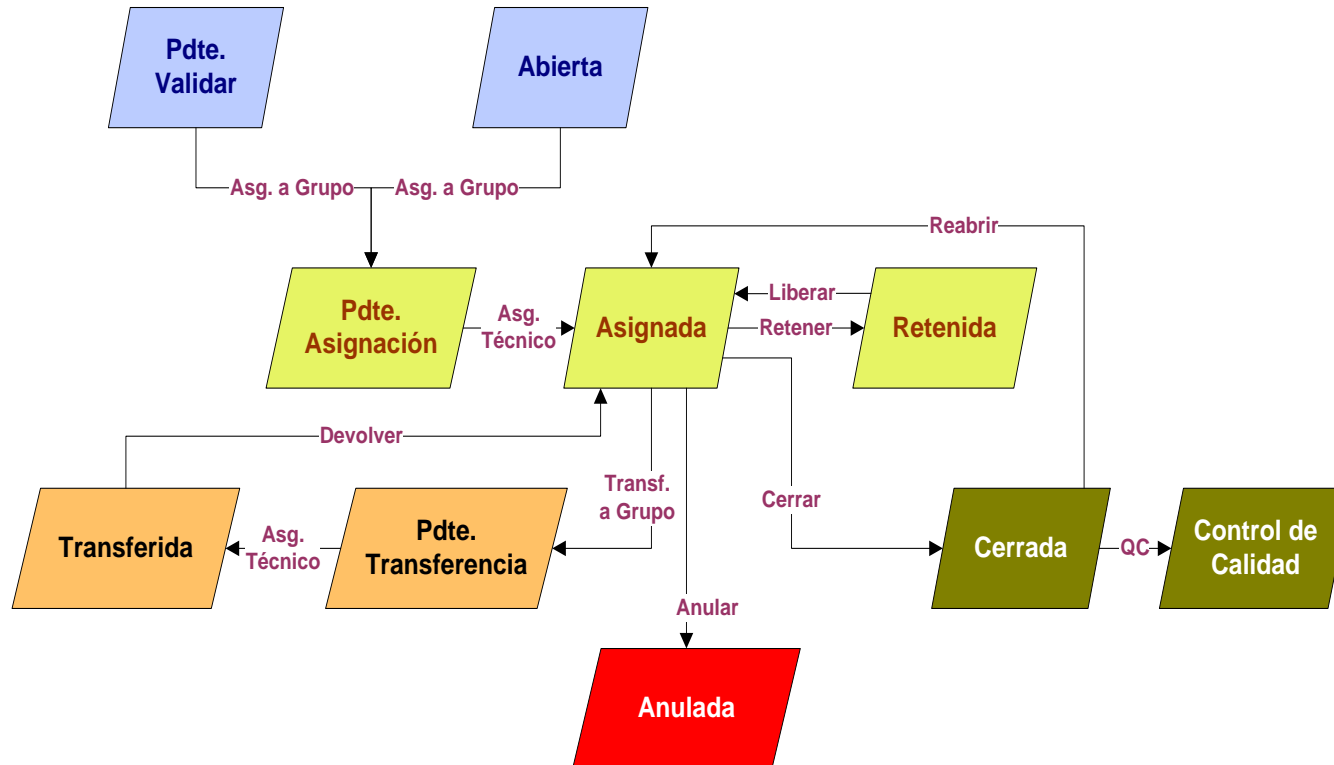 Pdte.
Validar
Abierta
Asg. a Grupo
Asg. a Grupo
Reabrir
Pdte.
Asignación
Asg.
Técnico
Asignada
Liberar
Retener
Retenida
Devolver
Transferida
Asg.
Técnico
Pdte.
Transferencia
Transf.
a Grupo
Cerrar
Cerrada
QC
Control de
Calidad
Anular
Anulada